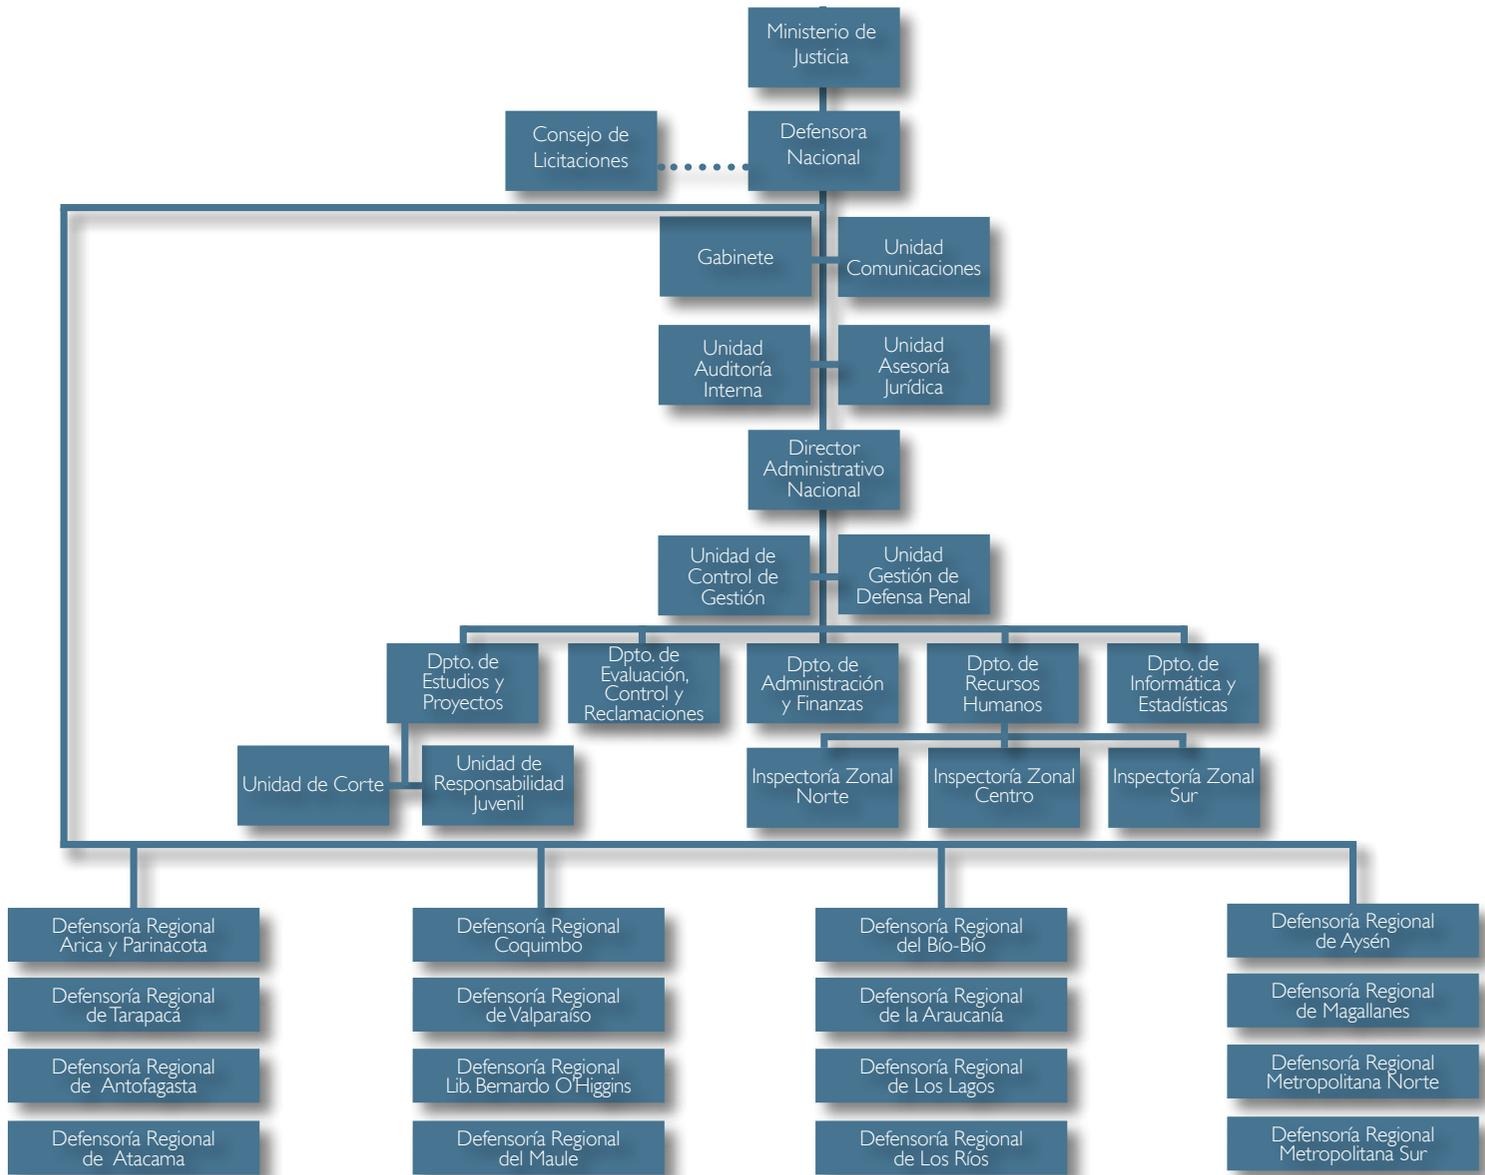 Ministerio de
Justicia
Consejo de
Licitaciones
Defensora
Nacional
Gabinete
Unidad
Comunicaciones
Unidad
Auditoría
Interna
Unidad
Asesoría
Jurídica
Director
Administrativo
Nacional
Unidad de
Control de
Gestión
Unidad
Gestión de
Defensa Penal
Dpto. de
Estudios y
Proyectos
Dpto. de
Evaluación,
Control y
Reclamaciones
Dpto. de
Administración
y Finanzas
Dpto. de
Recursos
Humanos
Dpto. de
Informática y
Estadísticas
Unidad de Corte
Unidad de
Responsabilidad
Juvenil
Inspectoría Zonal
Norte
Inspectoría Zonal
Centro
Inspectoría Zonal
Sur
Defensoría Regional
Arica y Parinacota
Defensoría Regional
de Tarapacá
Defensoría Regional
de Antofagasta
Defensoría Regional
de Atacama
Defensoría Regional
Coquimbo
Defensoría Regional
de Valparaíso
Defensoría Regional
Lib. Bernardo O'Higgins
Defensoría Regional
del Maule
Defensoría Regional
del Bío-Bío
Defensoría Regional
de la Araucanía
Defensoría Regional
de Los Lagos
Defensoría Regional
de Los Ríos
Defensoría Regional
de Aysén
Defensoría Regional
de Magallanes
Defensoría Regional
Metropolitana Norte
Defensoría Regional
Metropolitana Sur